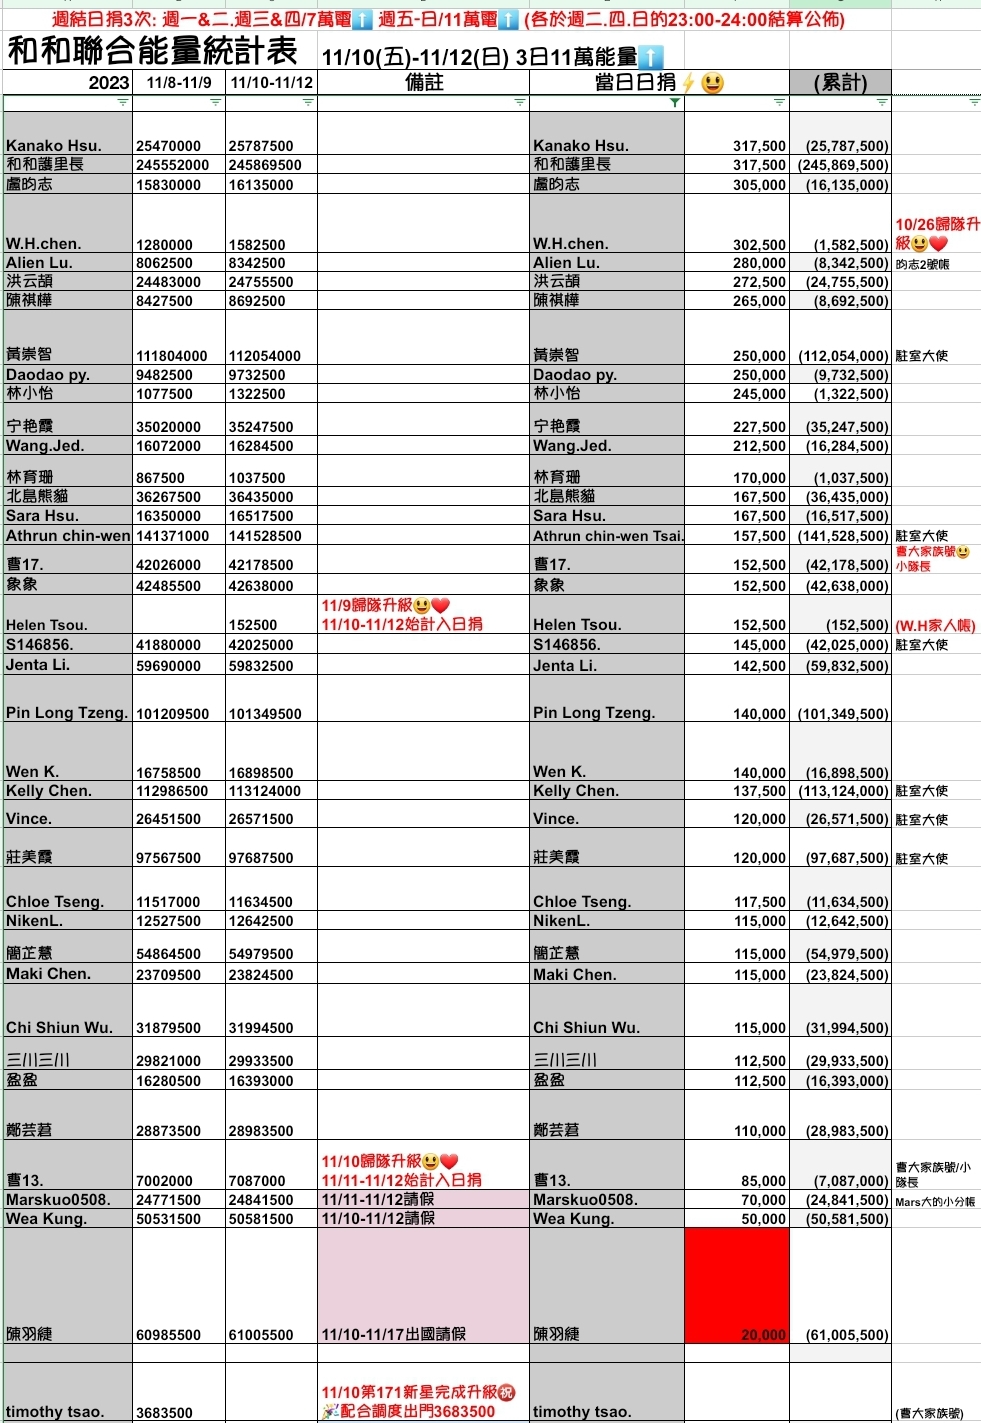 週結日捐3次: 週一&二.週三&四/7萬電⬆️ 週五-日/11萬電⬆️ (各於週二.四.日的23:00-24:00結算公佈)
和和聯合能量統計表 11/10(五)-11/12(日) 3日11萬能量⬆️
2023 11/8-11/9 11/10-11/12 備註 當日日捐⚡😃 (累計)
Kanako Hsu. 25470000 25787500 Kanako Hsu. 317,500 (25,787,500)
和和護里長 245552000 245869500 和和護里長 317,500 (245,869,500)
盧昀志 15830000 16135000 盧昀志 305,000 (16,135,000)
10/26歸隊升
級😃❤️
W.H.chen. 1280000 1582500 W.H.chen. 302,500 (1,582,500)
Alien Lu. 8062500 8342500 Alien Lu. 280,000 (8,342,500) 昀志2號帳
洪云頡 24483000 24755500 洪云頡 272,500 (24,755,500)
陳祺樺 8427500 8692500 陳祺樺 265,000 (8,692,500)
黃崇智 111804000 112054000 黃崇智 250,000 (112,054,000) 駐室大使
Daodao py. 9482500 9732500 Daodao py. 250,000 (9,732,500)
林小怡 1077500 1322500 林小怡 245,000 (1,322,500)
宁艳霞 35020000 35247500 宁艳霞 227,500 (35,247,500)
Wang.Jed. 16072000 16284500 Wang.Jed. 212,500 (16,284,500)
林育珊 867500 1037500 林育珊 170,000 (1,037,500)
北島熊貓 36267500 36435000 北島熊貓 167,500 (36,435,000)
Sara Hsu. 16350000 16517500 Sara Hsu. 167,500 (16,517,500)
Athrun chin-wen 141371000 141528500 Athrun chin-wen Tsai. 157,500 (141,528,500) 駐室大使
曹大家族號😃
小隊長
曹17. 42026000 42178500 曹17. 152,500 (42,178,500)
象象 42485500 42638000 象象 152,500 (42,638,000)
11/9歸隊升級😃❤️
11/10-11/12始計入日捐
Helen Tsou. 152500 Helen Tsou. 152,500 (152,500) (W.H家人帳)
S146856. 41880000 42025000 S146856. 145,000 (42,025,000) 駐室大使
Jenta Li. 59690000 59832500 Jenta Li. 142,500 (59,832,500)
Pin Long Tzeng. 101209500 101349500 Pin Long Tzeng. 140,000 (101,349,500)
Wen K. 16758500 16898500 Wen K. 140,000 (16,898,500)
Kelly Chen. 112986500 113124000 Kelly Chen. 137,500 (113,124,000) 駐室大使
Vince. 26451500 26571500 Vince. 120,000 (26,571,500) 駐室大使
莊美霞 97567500 97687500 莊美霞 120,000 (97,687,500) 駐室大使
Chloe Tseng. 11517000 11634500 Chloe Tseng. 117,500 (11,634,500)
NikenL. 12527500 12642500 NikenL. 115,000 (12,642,500)
簡芷慧 54864500 54979500 簡芷慧 115,000 (54,979,500)
Maki Chen. 23709500 23824500 Maki Chen. 115,000 (23,824,500)
Chi Shiun Wu. 31879500 31994500 Chi Shiun Wu. 115,000 (31,994,500)
三川三川 29821000 29933500 三川三川 112,500 (29,933,500)
盈盈 16280500 16393000 盈盈 112,500 (16,393,000)
鄭芸莙 28873500 28983500 鄭芸莙 110,000 (28,983,500)
11/10歸隊升級😃❤️
11/11-11/12始計入日捐
曹大家族號/小
隊長
曹13. 7002000 7087000 曹13. 85,000 (7,087,000)
Marskuo0508. 24771500 24841500 11/11-11/12請假 Marskuo0508. 70,000 (24,841,500) Mars大的小分帳
Wea Kung. 50531500 50581500 11/10-11/12請假 Wea Kung. 50,000 (50,581,500)
陳羽緁 60985500 61005500 11/10-11/17出國請假 陳羽緁 20,000 (61,005,500)
11/10第171新星完成升級㊗️
🎉配合調度出門3683500
timothy tsao. 3683500 timothy tsao. (曹大家族號)